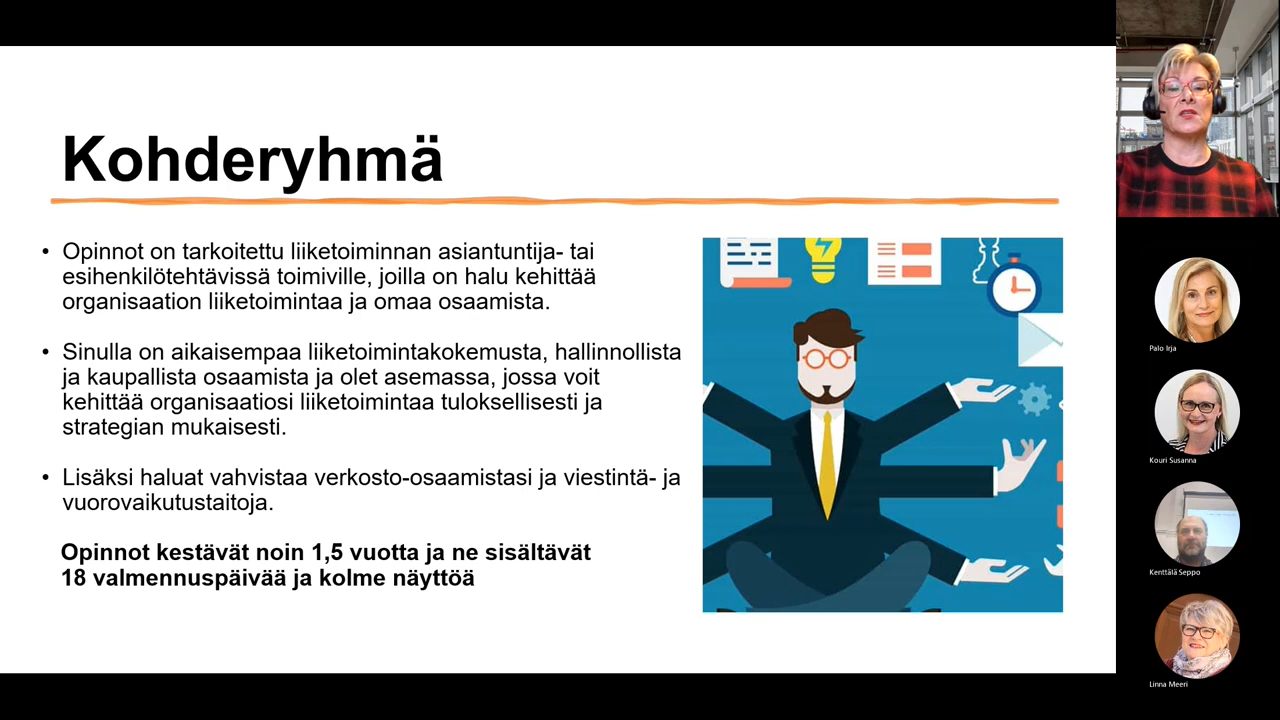 Kohderyhmä
• Opinnot on tarkoitettu liiketoiminnan asiantuntija- tai
esihenkilötehtävissä toimiville, joilla on halu kehittää
organisaation liiketoimintaa ja omaa osaamista.
• Sinulla on aikaisempaa liiketoimintakokemusta, hallinnollista
ja kaupallista osaamista ja olet asemassa, jossa voit
kehittää organisaatiosi liiketoimintaa tuloksellisesti ja
strategian mukaisesti.
• Lisäksi haluat vahvistaa verkosto-osaamistasi ja viestintä- ja
vuorovaikutustaitoja.
Opinnot kestävät noin 1,5 vuotta ja ne sisältävät
18 valmennuspäivää ja kolme näyttöä
Palo Irja
Kouri Susanna
Kenttälä Seppo
Linna Meeri